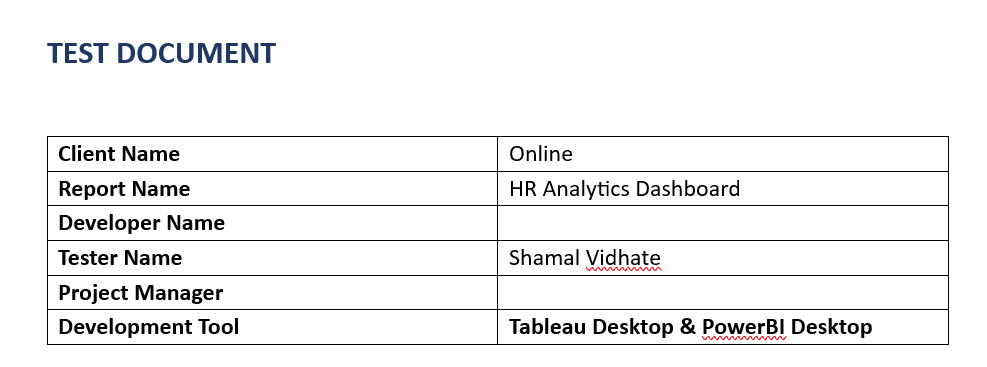 TEST DOCUMENT
Client Name Online
Report Name HR Analytics Dashboard
Developer Name
Tester Name Shamal Vidhate
Project Manager
Development Tool Tableau Desktop & PowerBI Desktop